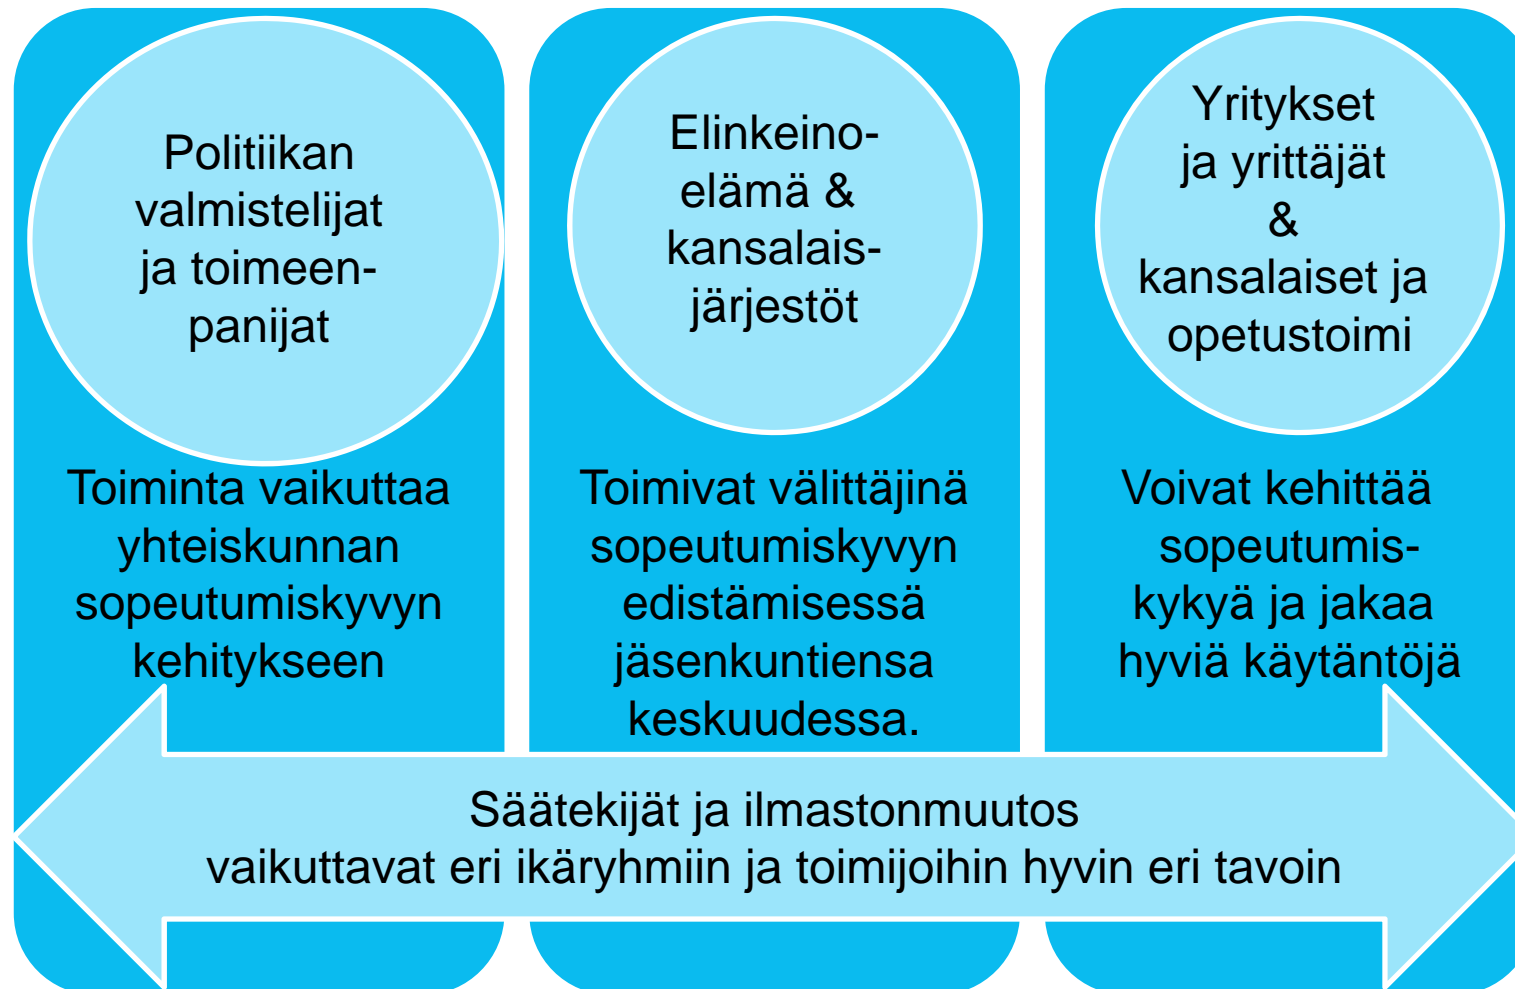 Politiikan
valmistelijat
ja toimeen-
panijat
Toiminta vaikuttaa
yhteiskunnan
sopeutumiskyvyn
kehitykseen
Elinkeino-
elämä &
kansalais-
järjestöt
Toimivat välittäjinä
sopeutumiskyvyn
edistämisessä
jäsenkuntiensa
keskuudessa.
Yritykset
ja yrittäjät
&
kansalaiset ja
opetustoimi
Voivat kehittää
sopeutumis-
kykyä ja jakaa
hyviä käytäntöjä
Säätekijät ja ilmastonmuutos
vaikuttavat eri ikäryhmiin ja toimijoihin hyvin eri tavoin